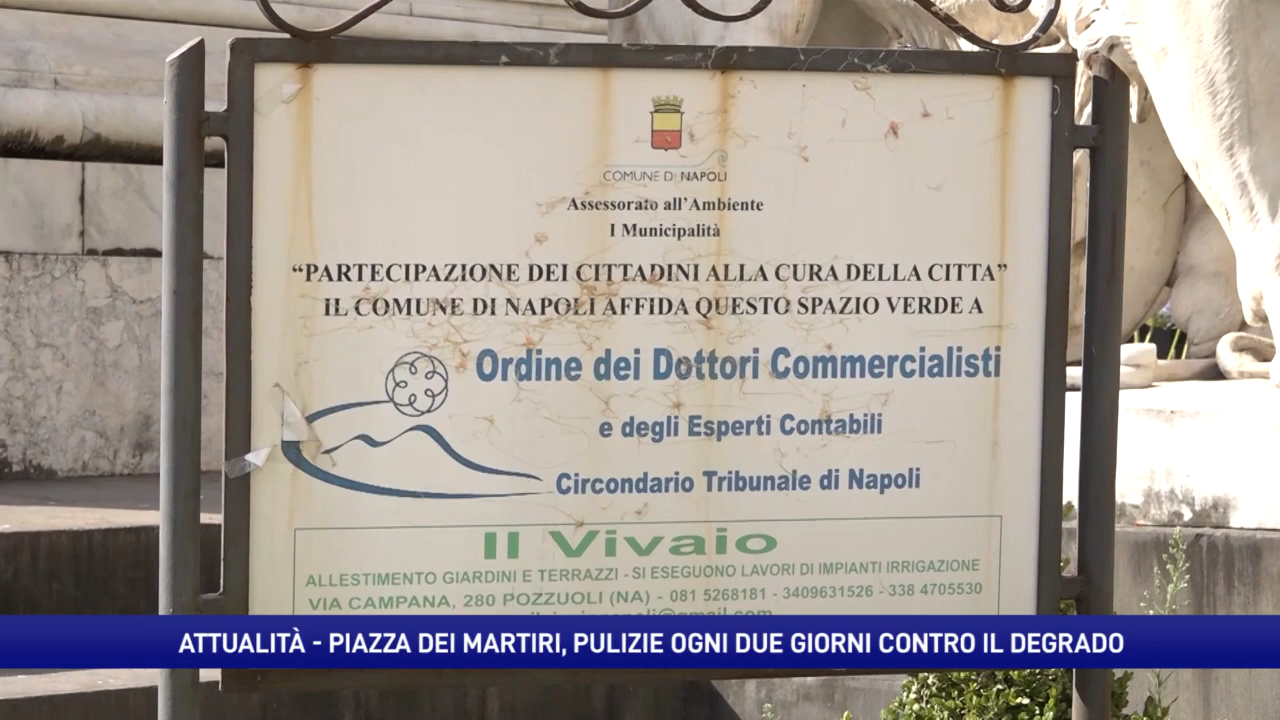 COMUNE DI NAPOLI
Assessorato all'Ambiente
I Municipalità
“PARTECIPAZIONE DEI CITTADINI ALLA CURA DELLA CITTA”
IL COMUNE DI NAPOLI AFFIDA QUESTO SPAZIO VERDE A
Ordine dei Dottori Commercialisti
e degli Esperti Contabili
Circondario Tribunale di Napoli
Il Vivaio
ALLESTIMENTO GIARDINI E TERRAZZI - SI ESEGUONO LAVORI DI IMPIANTI IRRIGAZIONE
VIA CAMPANA, 280 POZZUOLI (NA) - 081 5268181 - 3409631526 - 338 4705530
ATTUALITÀ - PIAZZA DEI MARTIRI, PULIZIE OGNI DUE GIORNI CONTRO IL DEGRADO